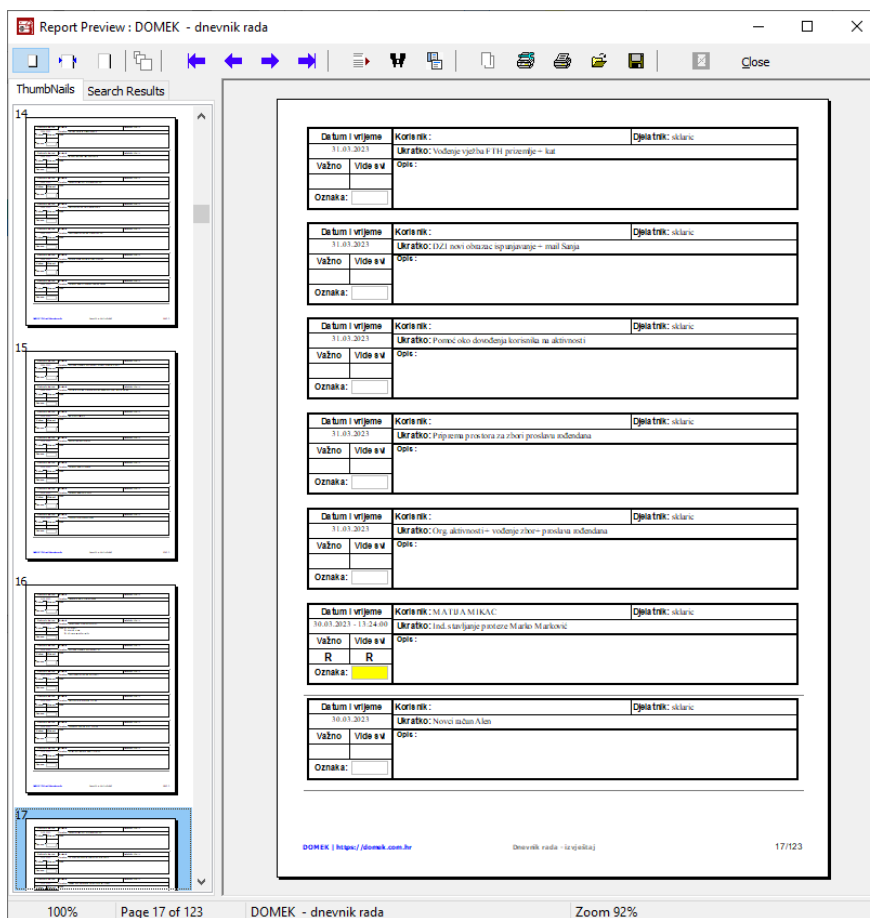 Report Preview : DOMEK - dnevnik rada
Close
ThumbNails Search Results
14
15
16
17
Datum i vrijeme Korisnik : Djelatnik: sklaric
31.03.2023 Ukratko: Vođenje vježba FTH prizemlje + kat
Važno Vide svi Opis :
Oznaka:
Datum i vrijeme Korisnik : Djelatnik: sklaric
31.03.2023 Ukratko: DZI novi obrazac ispunjavanje + mail Sanja
Važno Vide svi Opis :
Oznaka:
Datum i vrijeme Korisnik : Djelatnik: sklaric
31.03.2023 Ukratko: Pomoć oko dovođenja korisnika na aktivnosti
Važno Vide svi Opis :
Oznaka:
Datum i vrijeme Korisnik : Djelatnik: sklaric
31.03.2023 Ukratko: Priprema prostora za zbor i proslavu rođendana
Važno Vide svi Opis :
Oznaka:
Datum i vrijeme Korisnik : Djelatnik: sklaric
31.03.2023 Ukratko: Org. aktivnosti + vođenje zbor+ proslava rođendana
Važno Vide svi Opis :
Oznaka:
Datum i vrijeme Korisnik : MATIJA MIKAC Djelatnik: sklaric
30.03.2023 - 13:24:00 Ukratko: Ind. stavljanje proteze Marko Marković
Važno Vide svi Opis :
R R
Oznaka:
Datum i vrijeme Korisnik : Djelatnik: sklaric
30.03.2023 Ukratko: Novci račun Alen
Važno Vide svi Opis :
Oznaka:
DOMEK | https://domek.com.hr Dnevnik rada - izvještaj 17/123
100% Page 17 of 123 DOMEK - dnevnik rada Zoom 92%